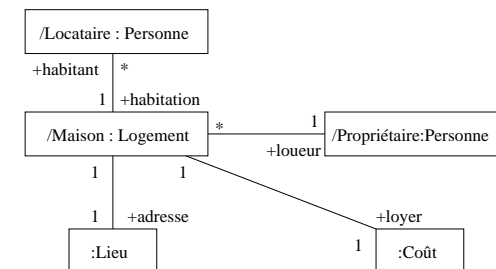 /Locataire : Personne
+habitant *
1 +habitation
/Maison : Logement
* 1
+loueur
/Propriétaire:Personne
1 1
1 +adresse
+loyer
1
:Lieu
:Coût